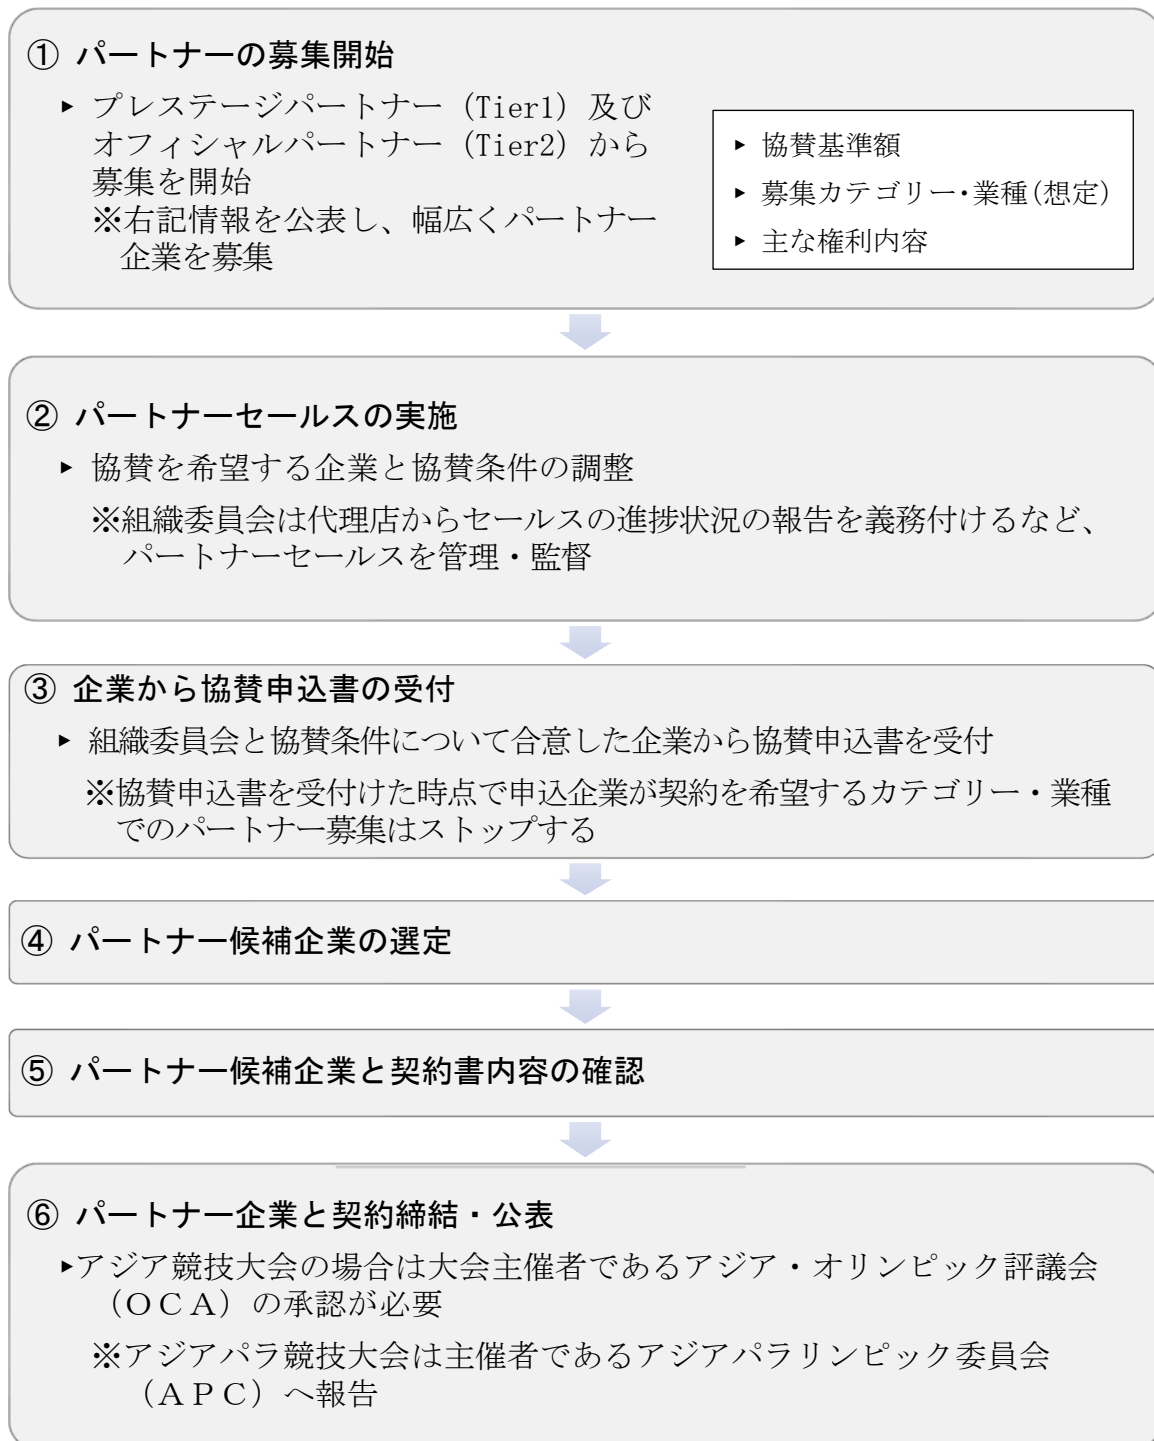 ① パートナーの募集開始
▸ プレステージパートナー（Tier1）及び
オフィシャルパートナー（Tier2）から
募集を開始
※右記情報を公表し、幅広くパートナー
企業を募集
▸ 協賛基準額
▸ 募集カテゴリー・業種(想定)
▸ 主な権利内容
② パートナーセールスの実施
▸ 協賛を希望する企業と協賛条件の調整
※組織委員会は代理店からセールスの進捗状況の報告を義務付けるなど、
パートナーセールスを管理・監督
③ 企業から協賛申込書の受付
▸ 組織委員会と協賛条件について合意した企業から協賛申込書を受付
※協賛申込書を受付けた時点で申込企業が契約を希望するカテゴリー・業種
でのパートナー募集はストップする
④ パートナー候補企業の選定
⑤ パートナー候補企業と契約書内容の確認
⑥ パートナー企業と契約締結・公表
▸アジア競技大会の場合は大会主催者であるアジア・オリンピック評議会
（ＯＣＡ）の承認が必要
※アジアパラ競技大会は主催者であるアジアパラリンピック委員会
（ＡＰＣ）へ報告